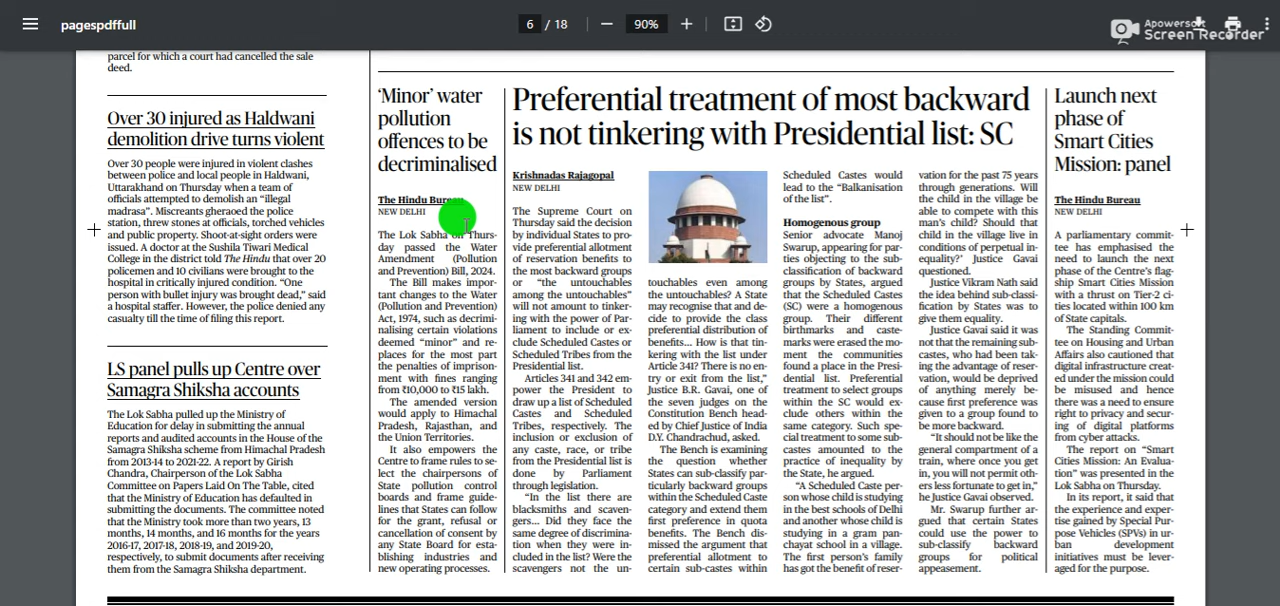 pagespdffull
6 / 18
90%
Apowersoft
Screen Recorder
parcel for which a court had cancelled the sale
deed.
Over 30 injured as Haldwani
demolition drive turns violent
Over 30 people were injured in violent clashes
between police and local people in Haldwani,
Uttarakhand on Thursday when a team of
officials attempted to demolish an “illegal
madrasa”. Miscreants gheraoed the police
station, threw stones at officials, torched vehicles
and public property. Shoot-at-sight orders were
issued. A doctor at the Sushila Tiwari Medical
College in the district told The Hindu that over 20
policemen and 10 civilians were brought to the
hospital in critically injured condition. “One
person with bullet injury was brought dead,” said
a hospital staffer. However, the police denied any
casualty till the time of filing this report.
LS panel pulls up Centre over
Samagra Shiksha accounts
The Lok Sabha pulled up the Ministry of
Education for delay in submitting the annual
reports and audited accounts in the House of the
Samagra Shiksha scheme from Himachal Pradesh
from 2013-14 to 2021-22. A report by Girish
Chandra, Chairperson of the Lok Sabha
Committee on Papers Laid On The Table, cited
that the Ministry of Education has defaulted in
submitting the documents. The committee noted
that the Ministry took more than two years, 13
months, 14 months, and 16 months for the years
2016-17, 2017-18, 2018-19, and 2019-20,
respectively, to submit documents after receiving
them from the Samagra Shiksha department.
‘Minor’ water
pollution
offences to be
decriminalised
The Hindu Bureau
NEW DELHI
The Lok Sabha on Thurs-
day passed the Water
Amendment (Pollution
and Prevention) Bill, 2024.
The Bill makes impor-
tant changes to the Water
(Pollution and Prevention)
Act, 1974, such as decrimi-
nalising certain violations
deemed “minor” and re-
places for the most part
the penalties of imprison-
ment with fines ranging
from ₹10,000 to ₹15 lakh.
The amended version
would apply to Himachal
Pradesh, Rajasthan, and
the Union Territories.
It also empowers the
Centre to frame rules to se-
lect the chairpersons of
State pollution control
boards and frame guide-
lines that States can follow
for the grant, refusal or
cancellation of consent by
any State Board for esta-
blishing industries and
new operating processes.
Preferential treatment of most backward
is not tinkering with Presidential list: SC
Krishnadas Rajagopal
NEW DELHI
The Supreme Court on
Thursday said the decision
by individual States to pro-
vide preferential allotment
of reservation benefits to
the most backward groups
or “the untouchables
among the untouchables”
will not amount to tinker-
ing with the power of Par-
liament to include or ex-
clude Scheduled Castes or
Scheduled Tribes from the
Presidential list.
Articles 341 and 342 em-
power the President to
draw up a list of Scheduled
Castes and Scheduled
Tribes, respectively. The
inclusion or exclusion of
any caste, race, or tribe
from the Presidential list is
done by Parliament
through legislation.
“In the list there are
blacksmiths and scaven-
gers... Did they face the
same degree of discrimina-
tion when they were in-
cluded in the list? Were the
scavengers not the un-
touchables even among
the untouchables? A State
may recognise that and de-
cide to provide the class
preferential distribution of
benefits... How is that tin-
kering with the list under
Article 341? There is no en-
try or exit from the list,”
Justice B.R. Gavai, one of
the seven judges on the
Constitution Bench head-
ed by Chief Justice of India
D.Y. Chandrachud, asked.
The Bench is examining
the question whether
States can sub-classify par-
ticularly backward groups
within the Scheduled Caste
category and extend them
first preference in quota
benefits. The Bench dis-
missed the argument that
preferential allotment to
certain sub-castes within
Scheduled Castes would
lead to the “Balkanisation
of the list”.
Homogenous group
Senior advocate Manoj
Swarup, appearing for par-
ties objecting to the sub-
classification of backward
groups by States, argued
that the Scheduled Castes
(SC) were a homogenous
group. Their different
birthmarks and caste-
marks were erased the mo-
ment the communities
found a place in the Presi-
dential list. Preferential
treatment to select groups
within the SC would ex-
clude others within the
same category. Such spe-
cial treatment to some sub-
castes amounted to the
practice of inequality by
the State, he argued.
“A Scheduled Caste per-
son whose child is studying
in the best schools of Delhi
and another whose child is
studying in a gram pan-
chayat school in a village.
The first person’s family
has got the benefit of reser-
vation for the past 75 years
through generations. Will
the child in the village be
able to compete with this
man’s child? Should that
child in the village live in
conditions of perpetual in-
equality?’ Justice Gavai
questioned.
Justice Vikram Nath said
the idea behind sub-classi-
fication by States was to
give them equality.
Justice Gavai said it was
not that the remaining sub-
castes, who had been tak-
ing the advantage of reser-
vation, would be deprived
of anything merely be-
cause first preference was
given to a group found to
be more backward.
“It should not be like the
general compartment of a
train, where once you get
in, you will not permit oth-
ers less fortunate to get in,”
he Justice Gavai observed.
Mr. Swarup further ar-
gued that certain States
could use the power to
sub-classify backward
groups for political
appeasement.
Launch next
phase of
Smart Cities
Mission: panel
The Hindu Bureau
NEW DELHI
A parliamentary commit-
tee has emphasised the
need to launch the next
phase of the Centre’s flag-
ship Smart Cities Mission
with a thrust on Tier-2 ci-
ties located within 100 km
of State capitals.
The Standing Commit-
tee on Housing and Urban
Affairs also cautioned that
digital infrastructure creat-
ed under the mission could
be misused and hence
there was a need to ensure
right to privacy and secur-
ing of digital platforms
from cyber attacks.
The report on “Smart
Cities Mission: An Evalua-
tion” was presented in the
Lok Sabha on Thursday.
In its report, it said that
the experience and exper-
tise gained by Special Pur-
pose Vehicles (SPVs) in ur-
ban development
initiatives must be lever-
aged for the purpose.